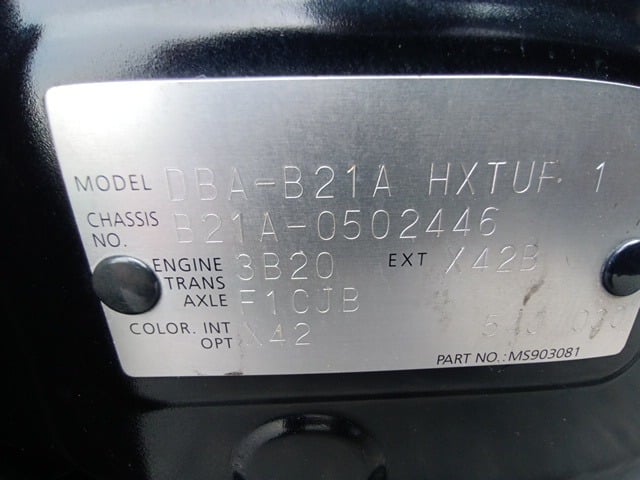 MODEL DBA-B21A HXTUF 1
CHASSIS NO. B21A-0502446
ENGINE 3B20 EXT X42B
TRANS AXLE F1CJB
COLOR. INT OPT X42
PART NO.: MS903081